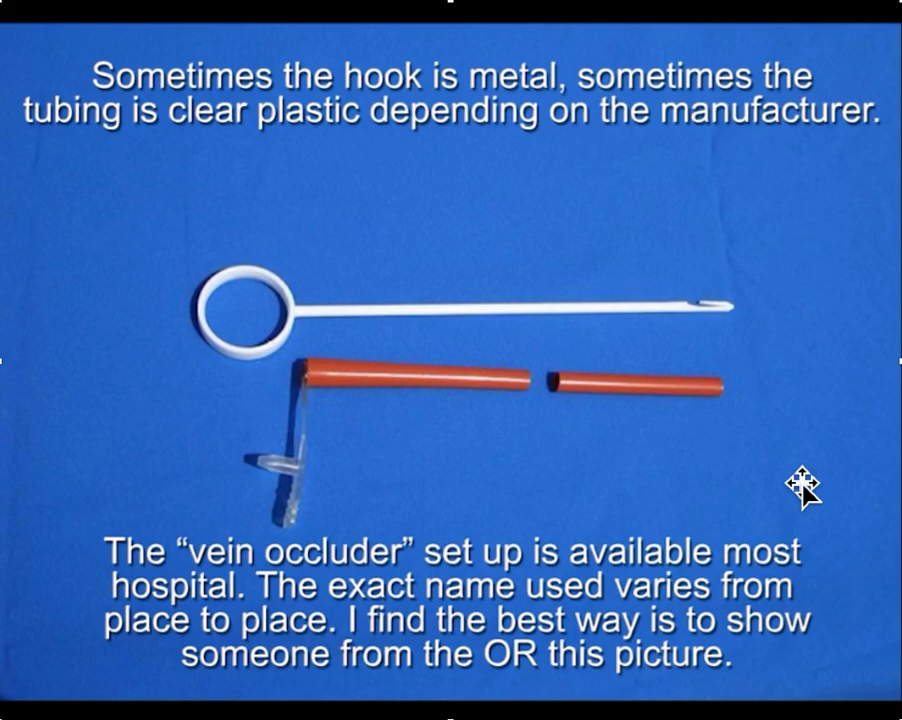 Sometimes the hook is metal, sometimes the
tubing is clear plastic depending on the manufacturer.
The “vein occluder” set up is available most
hospital. The exact name used varies from
place to place. I find the best way is to show
someone from the OR this picture.